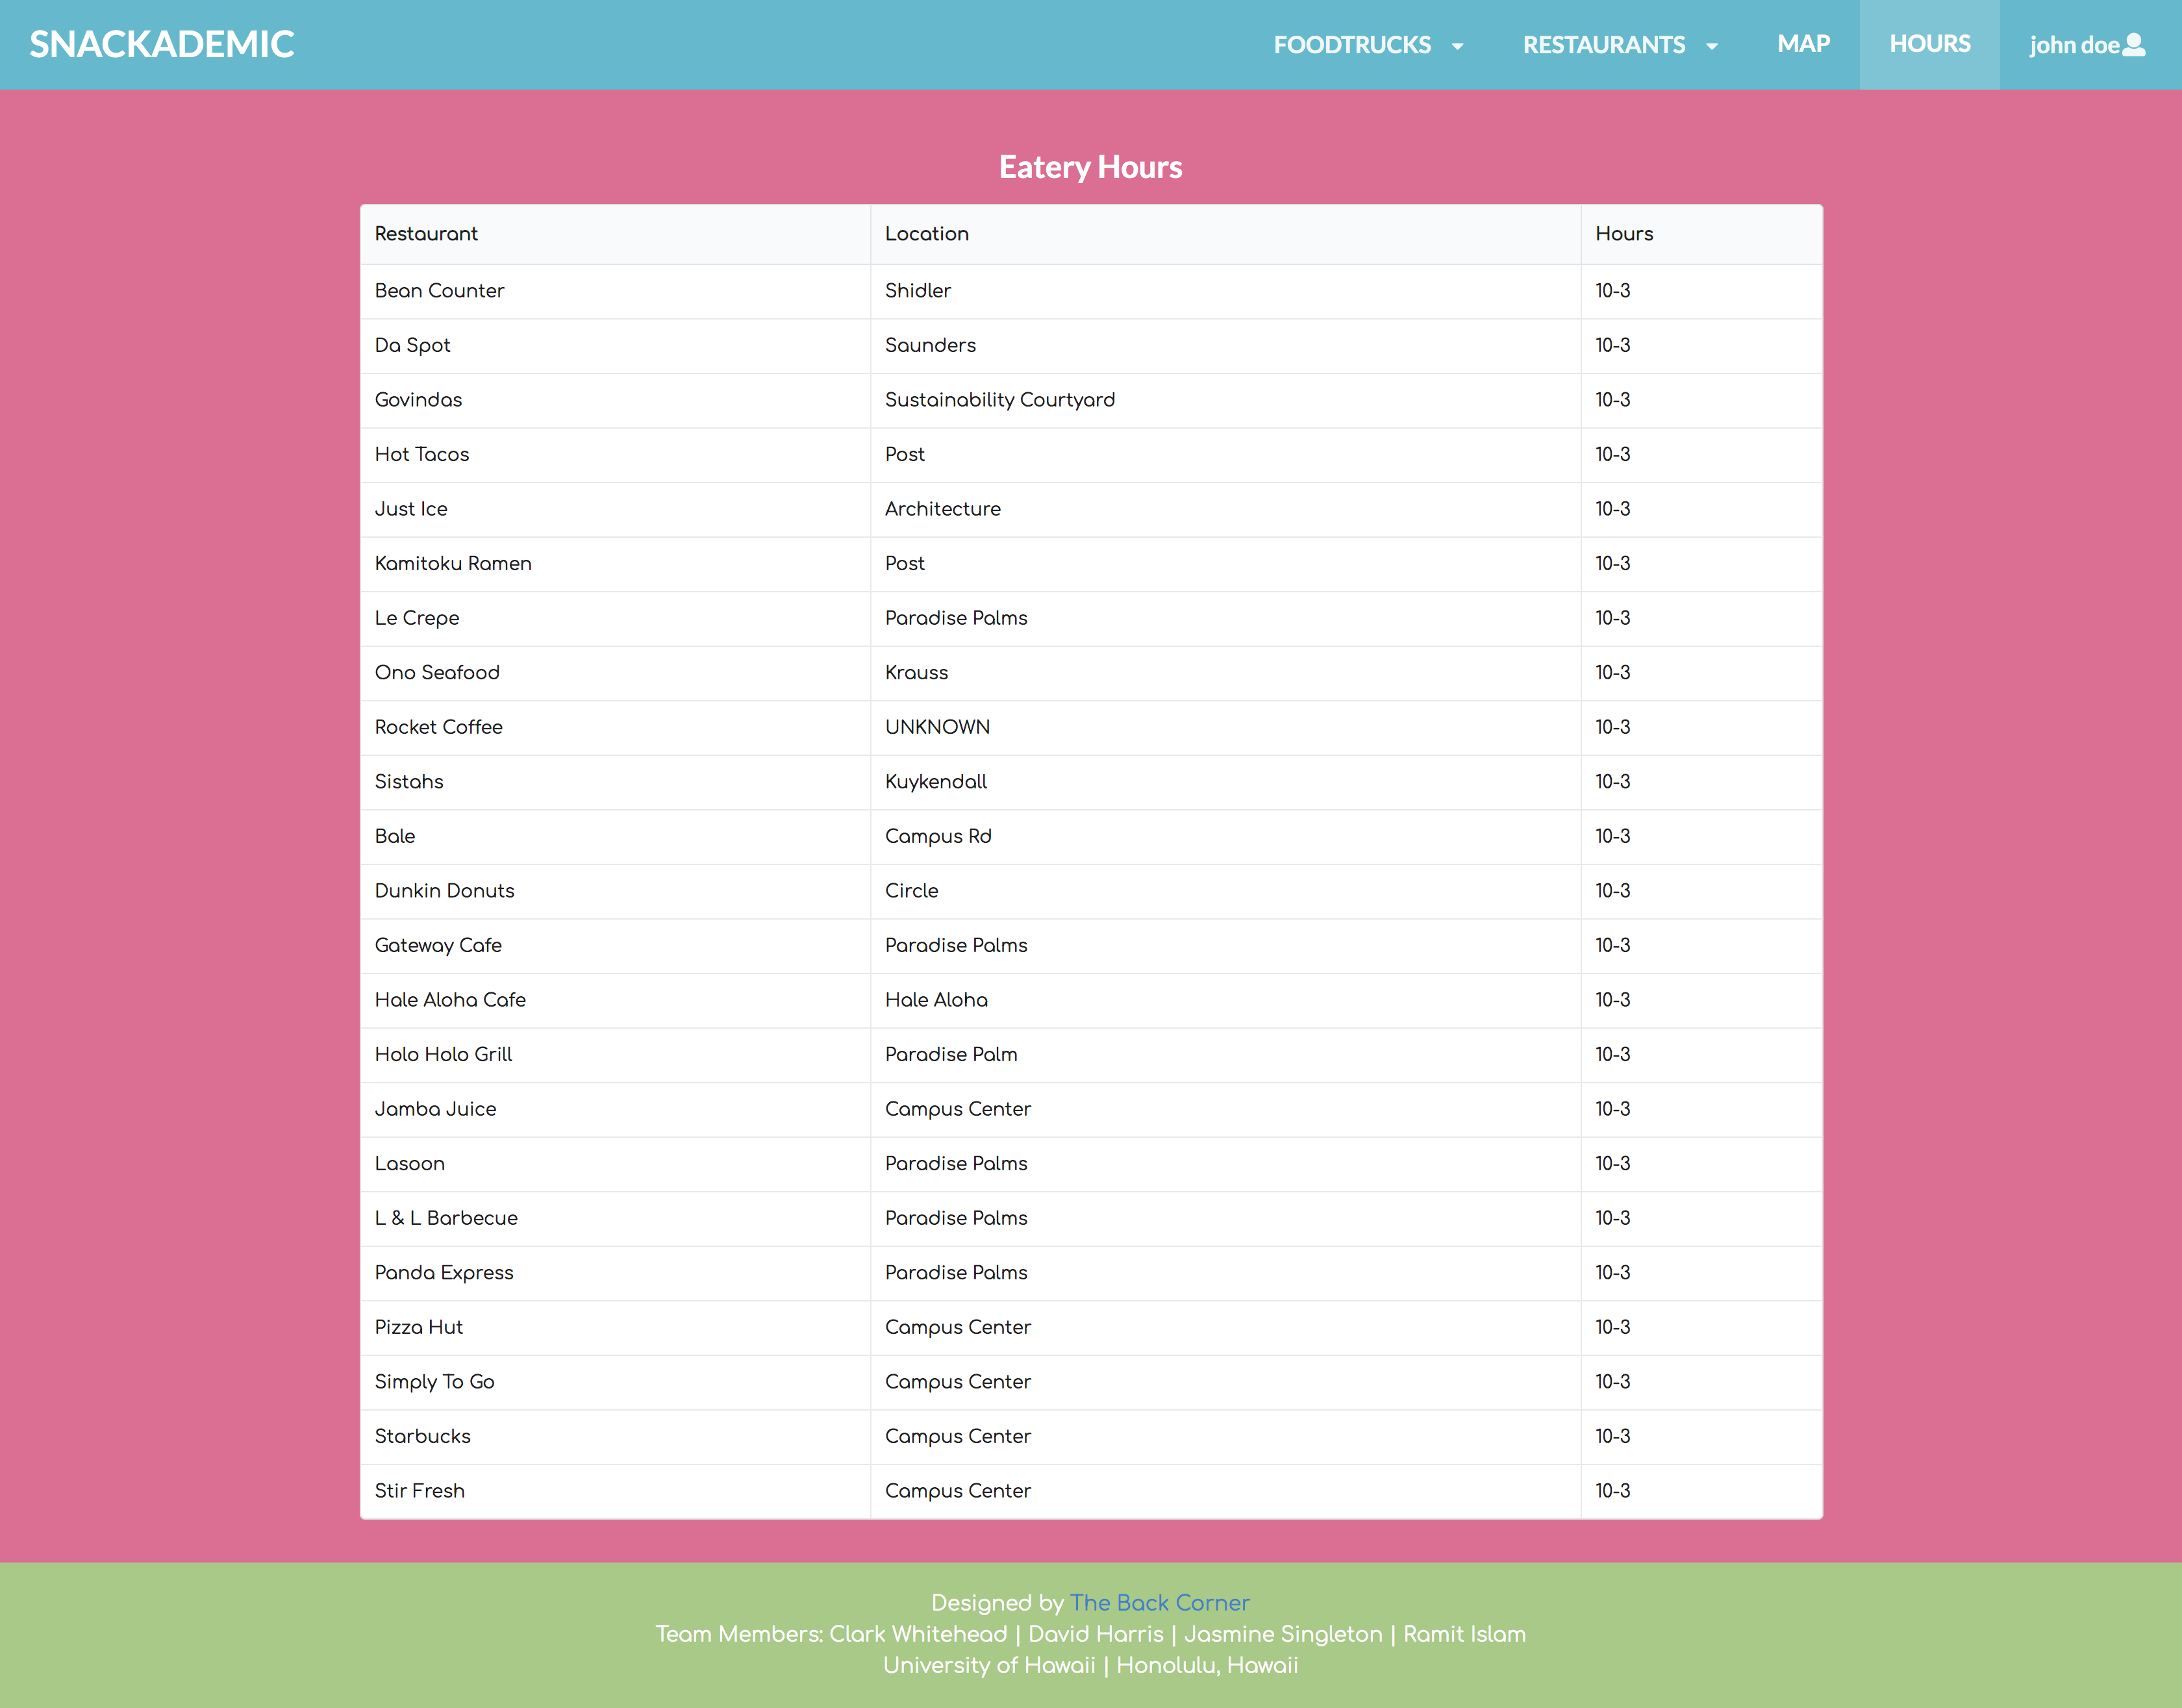 SNACKADEMIC FOODTRUCKS RESTAURANTS MAP HOURS john doe
Eatery Hours
Restaurant Location Hours
Bean Counter Shidler 10-3
Da Spot Saunders 10-3
Govindas Sustainability Courtyard 10-3
Hot Tacos Post 10-3
Just Ice Architecture 10-3
Kamitoku Ramen Post 10-3
Le Crepe Paradise Palms 10-3
Ono Seafood Krauss 10-3
Rocket Coffee UNKNOWN 10-3
Sistahs Kuykendall 10-3
Bale Campus Rd 10-3
Dunkin Donuts Circle 10-3
Gateway Cafe Paradise Palms 10-3
Hale Aloha Cafe Hale Aloha 10-3
Holo Holo Grill Paradise Palm 10-3
Jamba Juice Campus Center 10-3
Lasoon Paradise Palms 10-3
L & L Barbecue Paradise Palms 10-3
Panda Express Paradise Palms 10-3
Pizza Hut Campus Center 10-3
Simply To Go Campus Center 10-3
Starbucks Campus Center 10-3
Stir Fresh Campus Center 10-3
Designed by The Back Corner
Team Members: Clark Whitehead | David Harris | Jasmine Singleton | Ramit Islam
University of Hawaii | Honolulu, Hawaii